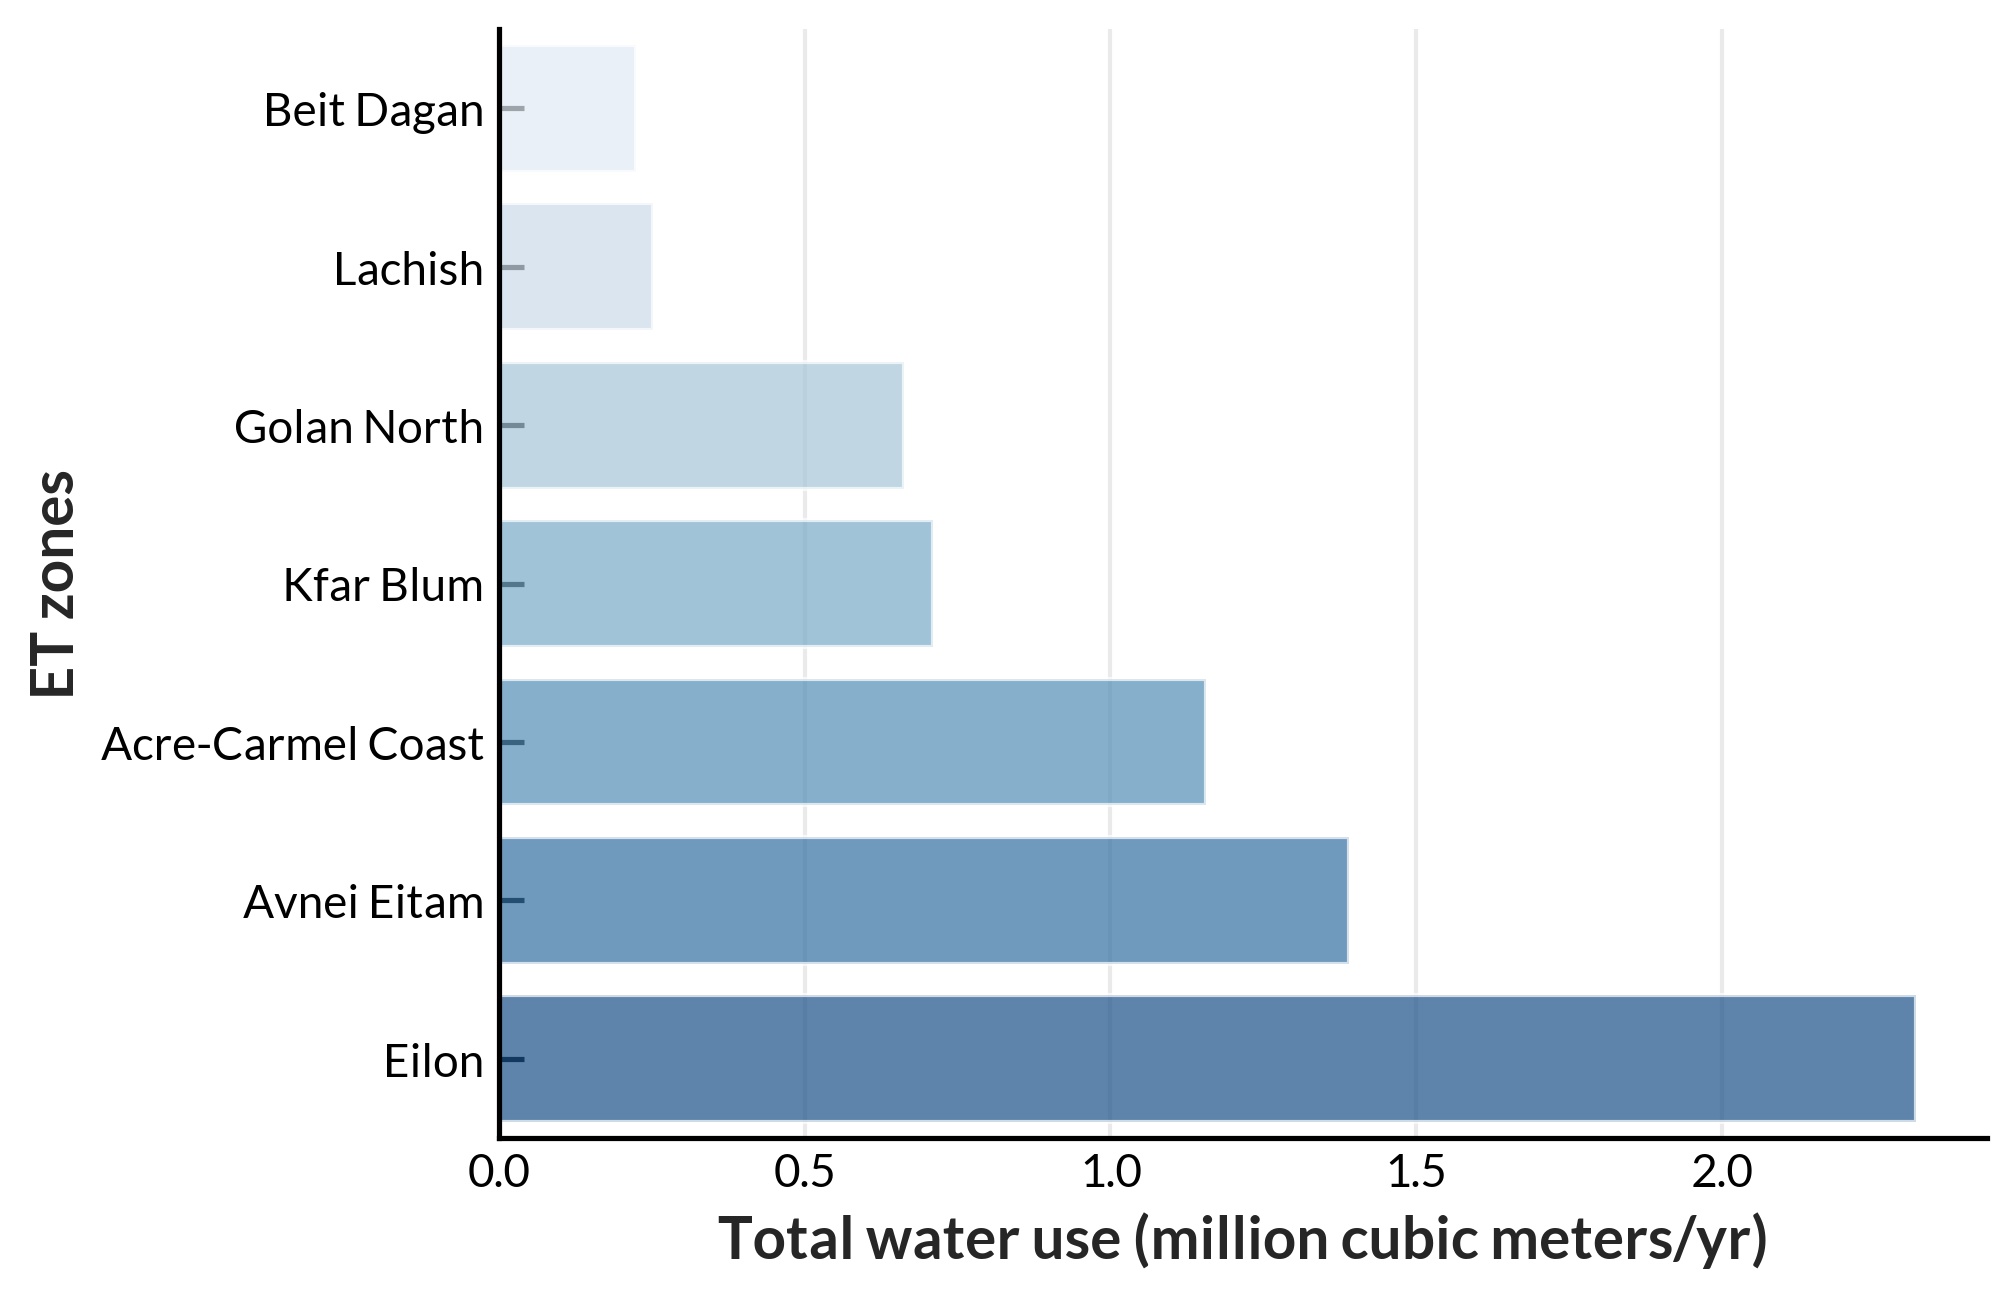 Beit Dagan
Lachish
Golan North
Kfar Blum
Acre-Carmel Coast
Avnei Eitam
Eilon
ET zones
0.0 0.5 1.0 1.5 2.0
Total water use (million cubic meters/yr)